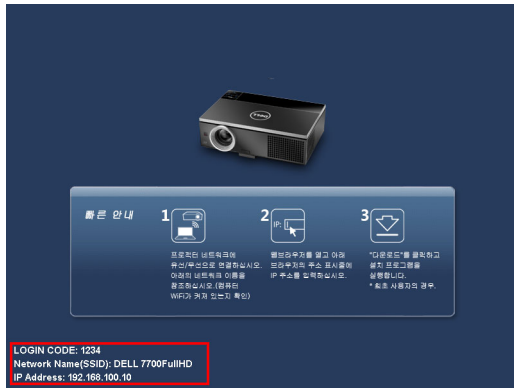 DELL
빠른 안내
1
프로젝터 네트워크에
유선/무선으로 연결하십시오.
아래의 네트워크 이름을
참조하십시오.(컴퓨터
WiFi가 켜져 있는지 확인)
2
IP:
웹브라우저를 열고 아래
브라우저의 주소 표시줄에
IP 주소를 입력하십시오.
3
"다운로드"를 클릭하고
설치 프로그램을
실행합니다.
* 최초 사용자의 경우.
LOGIN CODE: 1234
Network Name(SSID): DELL 7700FullHD
IP Address: 192.168.100.10